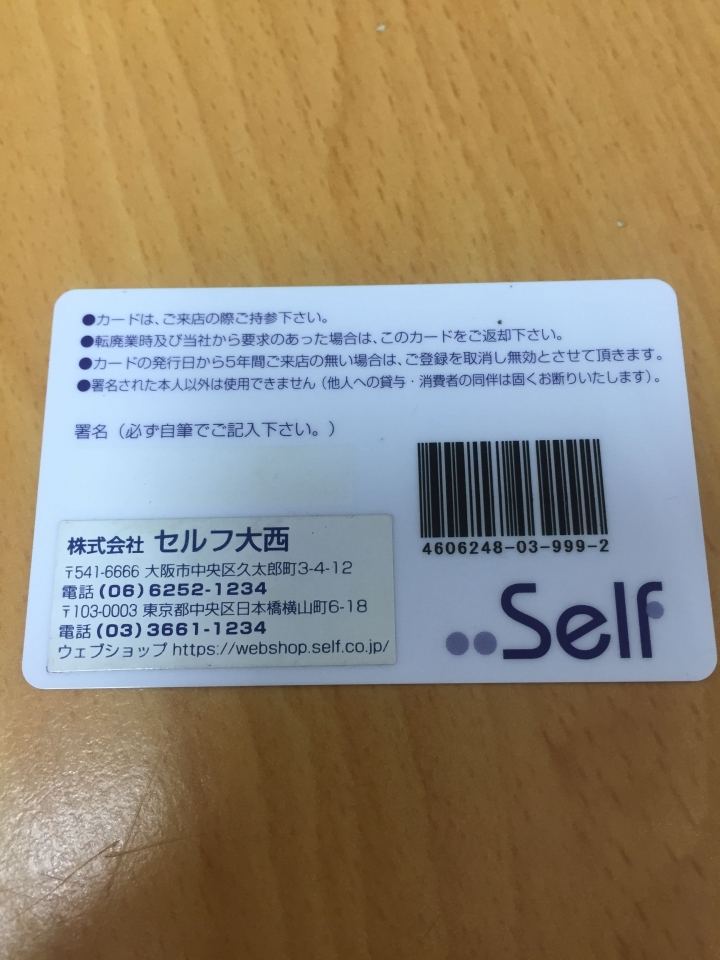 ●カードは、ご来店の際ご持参下さい。
●転廃業時及び当社から要求のあった場合は、このカードをご返却下さい。
●カードの発行日から5年間ご来店の無い場合は、ご登録を取消し無効とさせて頂きます。
●署名された本人以外は使用できません（他人への貸与・消費者の同伴は固くお断りいたします）。
署名（必ず自筆でご記入下さい。）
4606248-03-999-2
株式会社 セルフ大西
〒541-6666 大阪市中央区久太郎町3-4-12
電話(06)6252-1234
〒103-0003 東京都中央区日本橋横山町6-18
電話(03)3661-1234
ウェブショップ https://webshop.self.co.jp/
Self